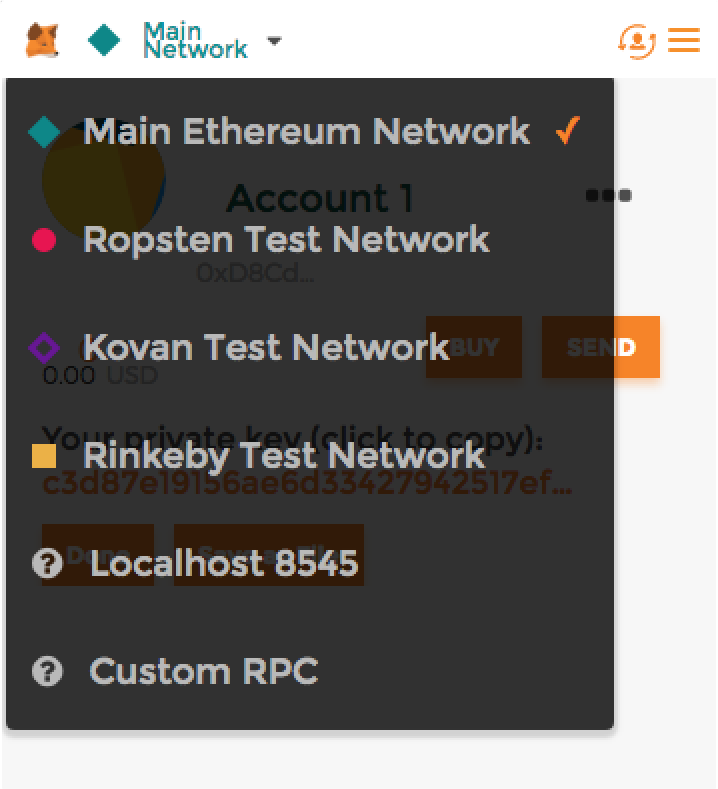 Main
Network
Main Ethereum Network
Account 1
Ropsten Test Network
0xD8Cd...
Kovan Test Network
BUY
SEND
0.00 USD
Your private key (click to copy):
Rinkeby Test Network
c3d87e19156ae6d33427942517ef...
Localhost 8545
Custom RPC